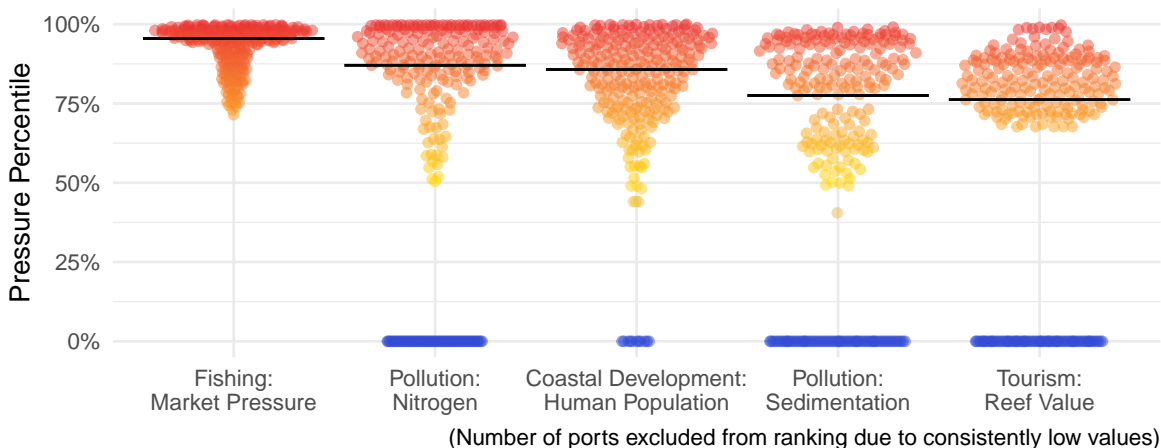 Pressure Percentile
100%
75%
50%
25%
0%
Fishing:
Market Pressure
Pollution:
Nitrogen
Coastal Development:
Human Population
Pollution:
Sedimentation
Tourism:
Reef Value
(Number of ports excluded from ranking due to consistently low values)